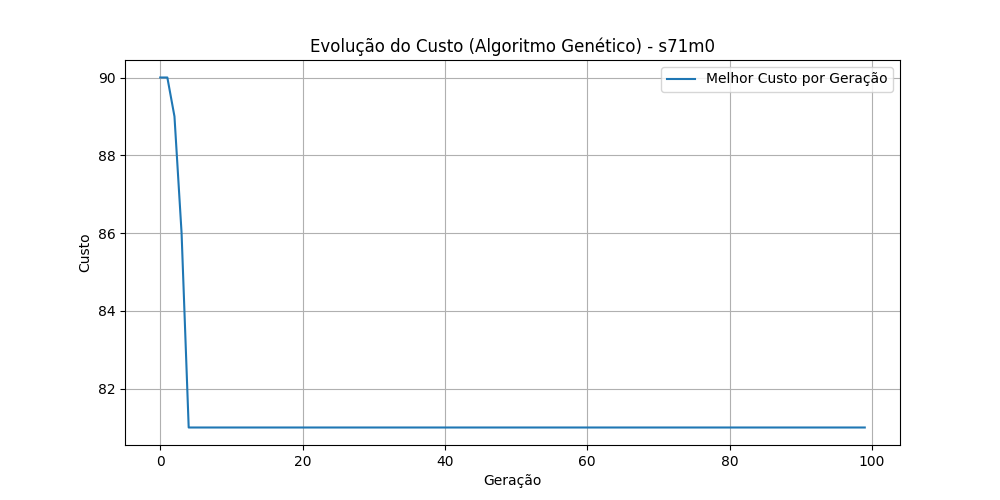 Evolução do Custo (Algoritmo Genético) - s71m0
Melhor Custo por Geração
90
88
86
84
82
Custo
0 20 40 60 80 100
Geração